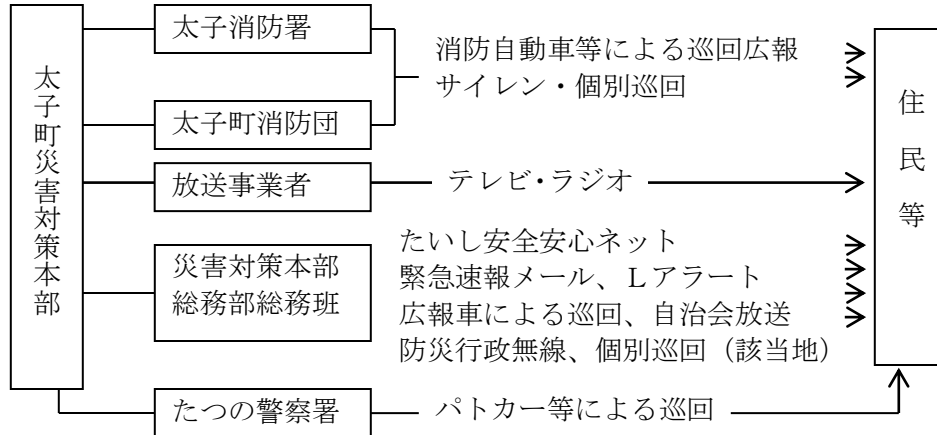 太子町災害対策本部
太子消防署
太子町消防団
消防自動車等による巡回広報
サイレン・個別巡回
放送事業者
テレビ・ラジオ
災害対策本部
総務部総務班
たいし安全安心ネット
緊急速報メール、Ｌアラート
広報車による巡回、自治会放送
防災行政無線、個別巡回（該当地）
たつの警察署
パトカー等による巡回
住民等